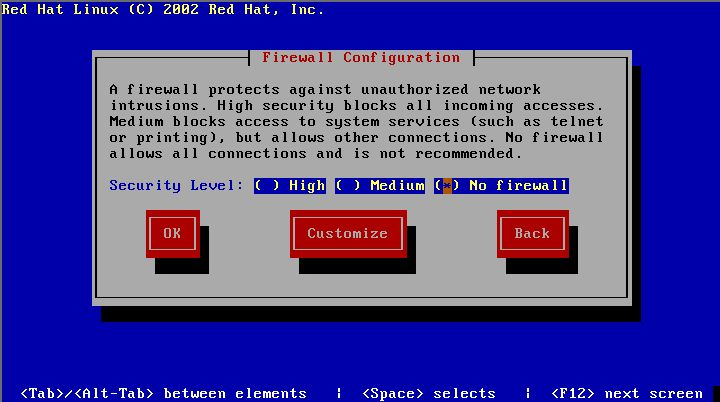 Red Hat Linux (C) 2002 Red Hat, Inc.
Firewall Configuration
A firewall protects against unauthorized network
intrusions. High security blocks all incoming accesses.
Medium blocks access to system services (such as telnet
or printing), but allows other connections. No firewall
allows all connections and is not recommended.
Security Level: ( ) High ( ) Medium (*) No firewall
OK Customize Back
<Tab>/<Alt-Tab> between elements | <Space> selects | <F12> next screen